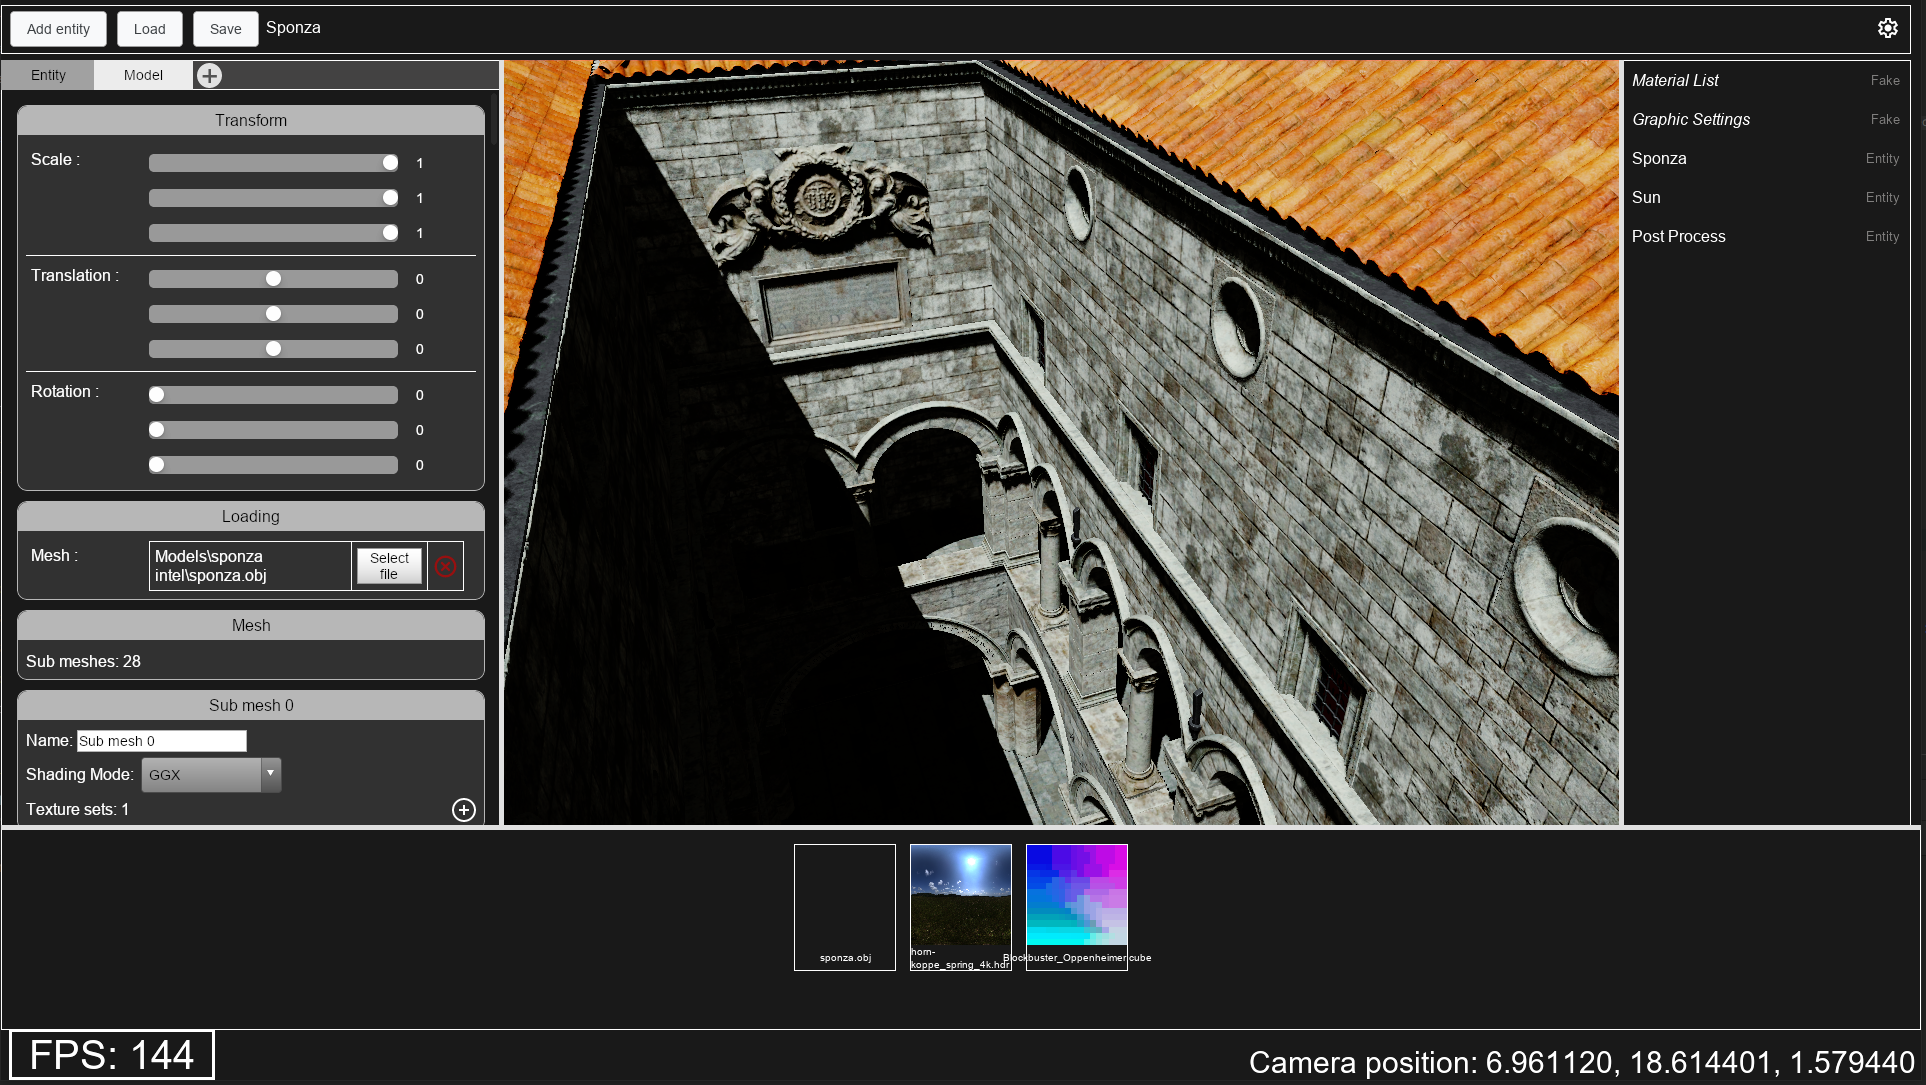 Add entity Load Save Sponza
Entity Model
Transform
Scale : 1
1
1
Translation : 0
0
0
Rotation : 0
0
0
Loading
Mesh : Models\sponza
intel\sponza.obj
Select
file
Mesh
Sub meshes: 28
Sub mesh 0
Name: Sub mesh 0
Shading Mode: GGX
Texture sets: 1
Material List Fake
Graphic Settings Fake
Sponza Entity
Sun Entity
Post Process Entity
sponza.obj
horn-
koppe_spring_4k.hdr
Blockbuster_Oppenheimer.cube
FPS: 144
Camera position: 6.961120, 18.614401, 1.579440